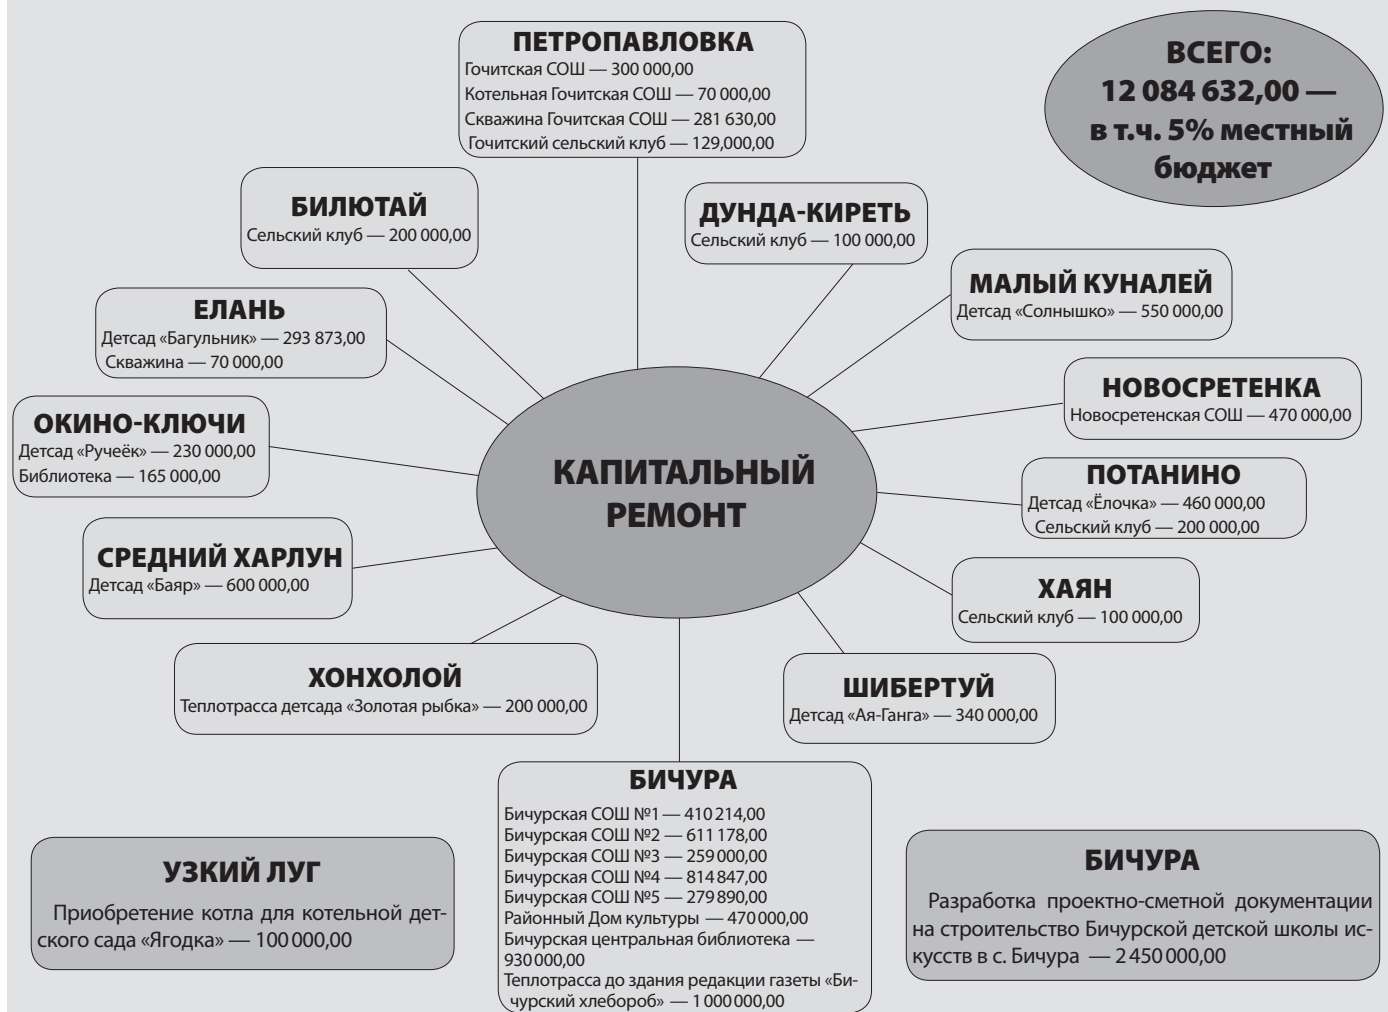 ПЕТРОПАВЛОВКА
Гочитская СОШ — 300 000,00
Котельная Гочитская СОШ — 70 000,00
Скважина Гочитская СОШ — 281 630,00
Гочитский сельский клуб — 129,000,00
ВСЕГО:
12 084 632,00 —
в т.ч. 5% местный
бюджет
БИЛЮТАЙ
Сельский клуб — 200 000,00
ДУНДА-КИРЕТЬ
Сельский клуб — 100 000,00
МАЛЫЙ КУНАЛЕЙ
Детсад «Солнышко» — 550 000,00
ЕЛАНЬ
Детсад «Багульник» — 293 873,00
Скважина — 70 000,00
НОВОСРЕТЕНКА
Новосретенская СОШ — 470 000,00
ОКИНО-КЛЮЧИ
Детсад «Ручеёк» — 230 000,00
Библиотека — 165 000,00
КАПИТАЛЬНЫЙ
РЕМОНТ
ПОТАНИНО
Детсад «Ёлочка» — 460 000,00
Сельский клуб — 200 000,00
СРЕДНИЙ ХАРЛУН
Детсад «Баяр» — 600 000,00
ХАЯН
Сельский клуб — 100 000,00
ХОНХОЛОЙ
Теплотрасса детсада «Золотая рыбка» — 200 000,00
ШИБЕРТУЙ
Детсад «Ая-Ганга» — 340 000,00
БИЧУРА
Бичурская СОШ №1 — 410 214,00
Бичурская СОШ №2 — 611 178,00
Бичурская СОШ №3 — 259 000,00
Бичурская СОШ №4 — 814 847,00
Бичурская СОШ №5 — 279 890,00
Районный Дом культуры — 470 000,00
Бичурская центральная библиотека —
930 000,00
Теплотрасса до здания редакции газеты «Би-
чурский хлебороб» — 1 000 000,00
УЗКИЙ ЛУГ
Приобретение котла для котельной дет-
ского сада «Ягодка» — 100 000,00
БИЧУРА
Разработка проектно-сметной документации
на строительство Бичурской детской школы ис-
кусств в с. Бичура — 2 450 000,00